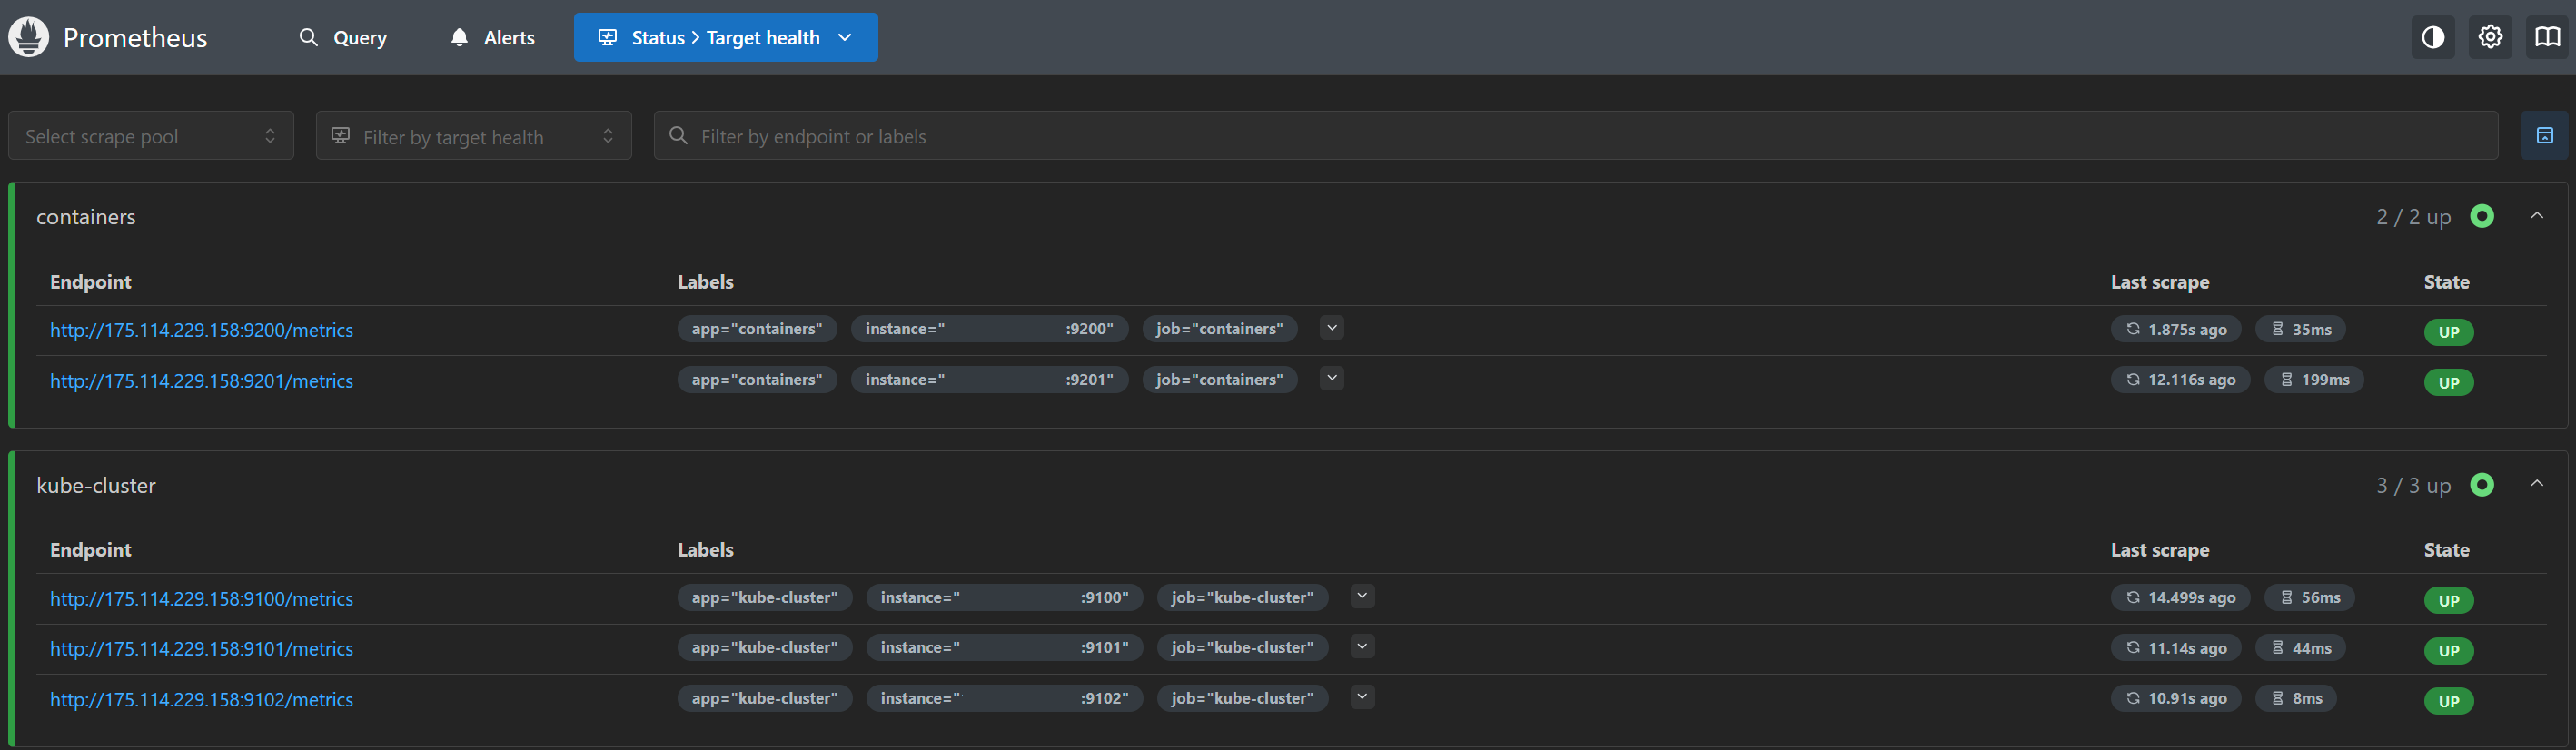 Prometheus Query Alerts Status > Target health
Select scrape pool Filter by target health Filter by endpoint or labels
containers 2 / 2 up
Endpoint Labels Last scrape State
http://175.114.229.158:9200/metrics app="containers" instance=" :9200" job="containers" 1.875s ago 35ms UP
http://175.114.229.158:9201/metrics app="containers" instance=" :9201" job="containers" 12.116s ago 199ms UP
kube-cluster 3 / 3 up
Endpoint Labels Last scrape State
http://175.114.229.158:9100/metrics app="kube-cluster" instance=" :9100" job="kube-cluster" 14.499s ago 56ms UP
http://175.114.229.158:9101/metrics app="kube-cluster" instance=" :9101" job="kube-cluster" 11.14s ago 44ms UP
http://175.114.229.158:9102/metrics app="kube-cluster" instance=" :9102" job="kube-cluster" 10.91s ago 8ms UP